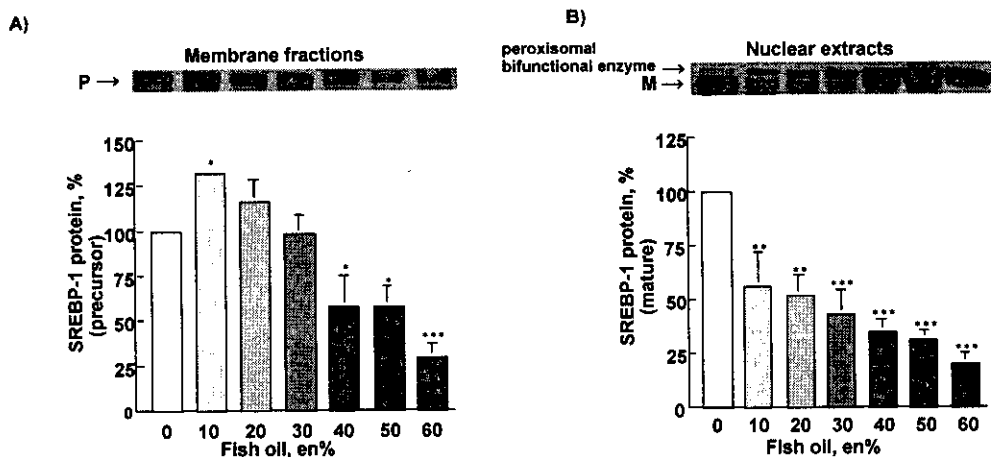 A)
Membrane fractions
P →
SREBP-1 protein, %
(precursor)
150
125
100
75
50
25
0
*
*
*
***
0 10 20 30 40 50 60
Fish oil, en%
B)
peroxisomal
bifunctional enzyme →
M →
Nuclear extracts
SREBP-1 protein, %
(mature)
125
100
75
50
25
0
**
**
***
***
***
***
0 10 20 30 40 50 60
Fish oil, en%